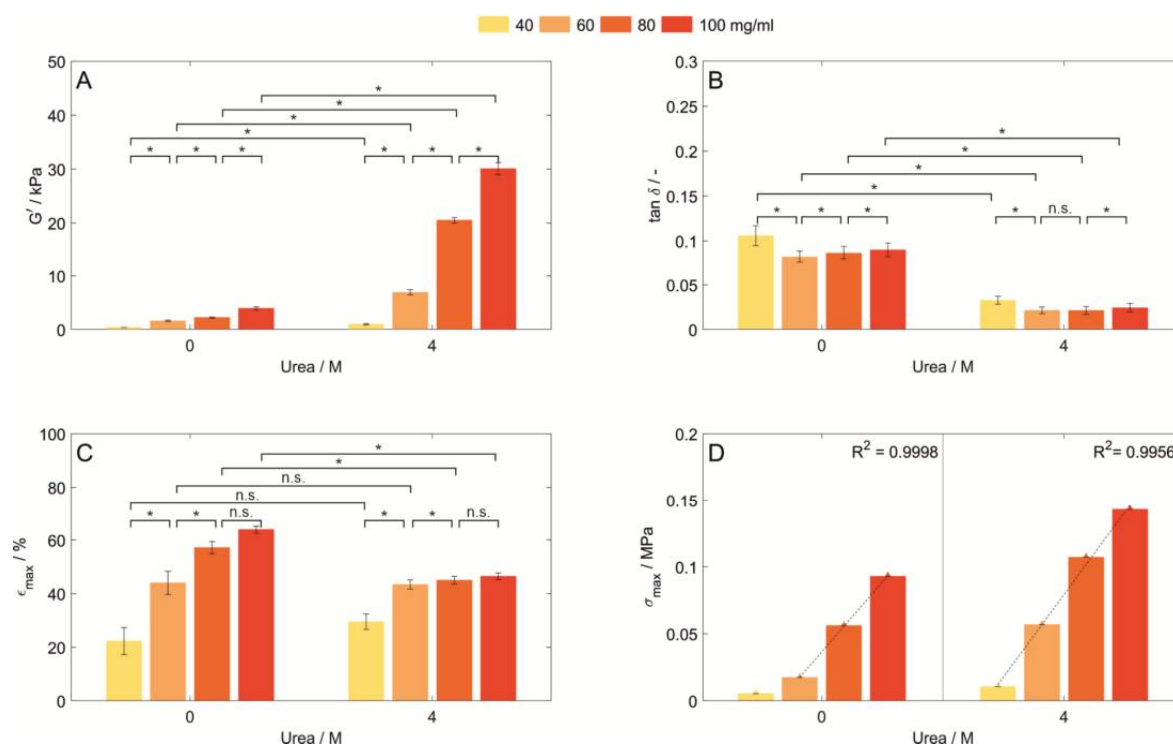 40 60 80 100 mg/ml
A
50
40
30
20
10
0
G′ / kPa
* * * *
* * * * * *
0 4
Urea / M
B
0.3
0.25
0.2
0.15
0.1
0.05
0
tan δ / -
* * * *
* * * * n.s. *
0 4
Urea / M
C
100
80
60
40
20
0
ϵmax / %
*
*
n.s.
n.s.
* * n.s. * * n.s.
0 4
Urea / M
D
0.2
0.15
0.1
0.05
0
σmax / MPa
R² = 0.9998 R²= 0.9956
0 4
Urea / M